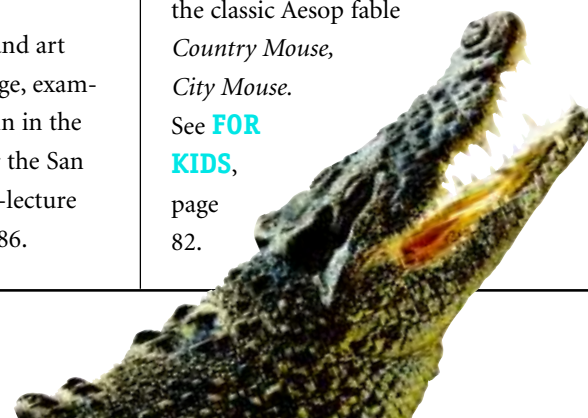 und art
ge, exam-
n in the
the San
-lecture
86.
the classic Aesop fable
Country Mouse,
City Mouse.
See FOR
KIDS,
page
82.